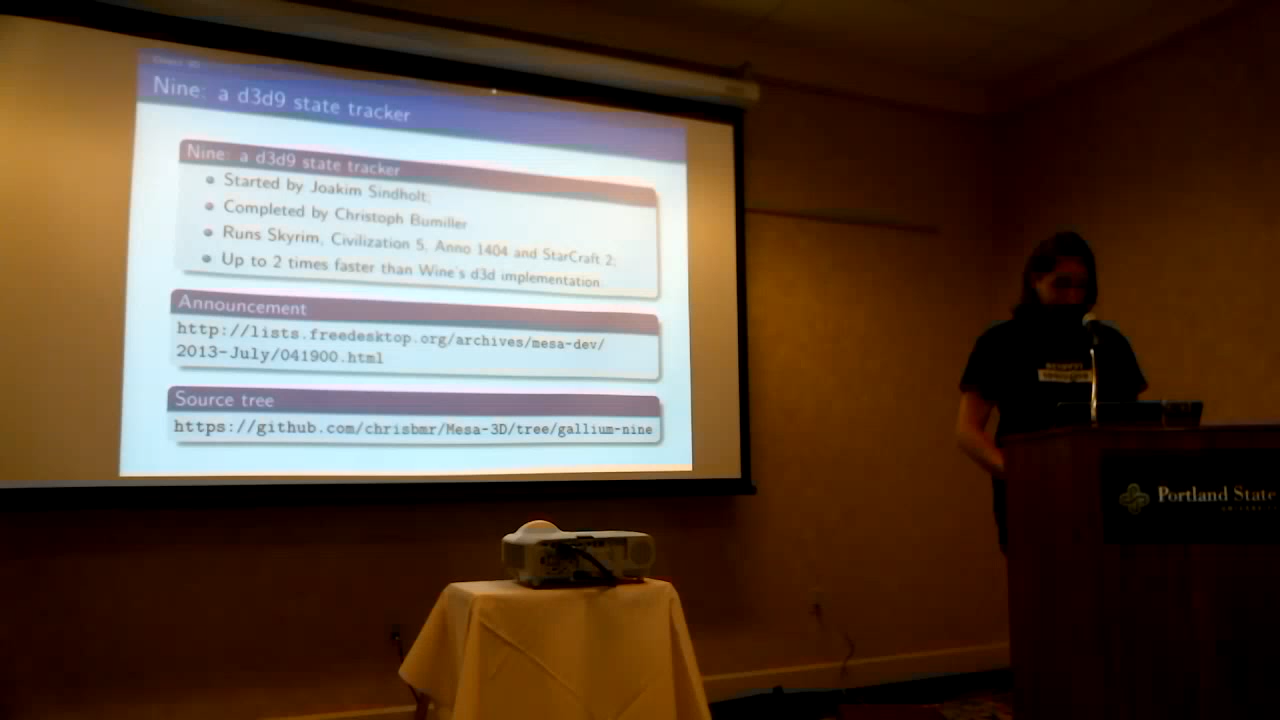 Nine: a d3d9 state tracker
Nine: a d3d9 state tracker
Started by Joakim Sindholt;
Completed by Christoph Bumiller
Runs Skyrim, Civilization 5, Anno 1404 and StarCraft 2;
Up to 2 times faster than Wine's d3d implementation.
Announcement
http://lists.freedesktop.org/archives/mesa-dev/
2013-July/041900.html
Source tree
https://github.com/chrisbmr/Mesa-3D/tree/gallium-nine
Portland State